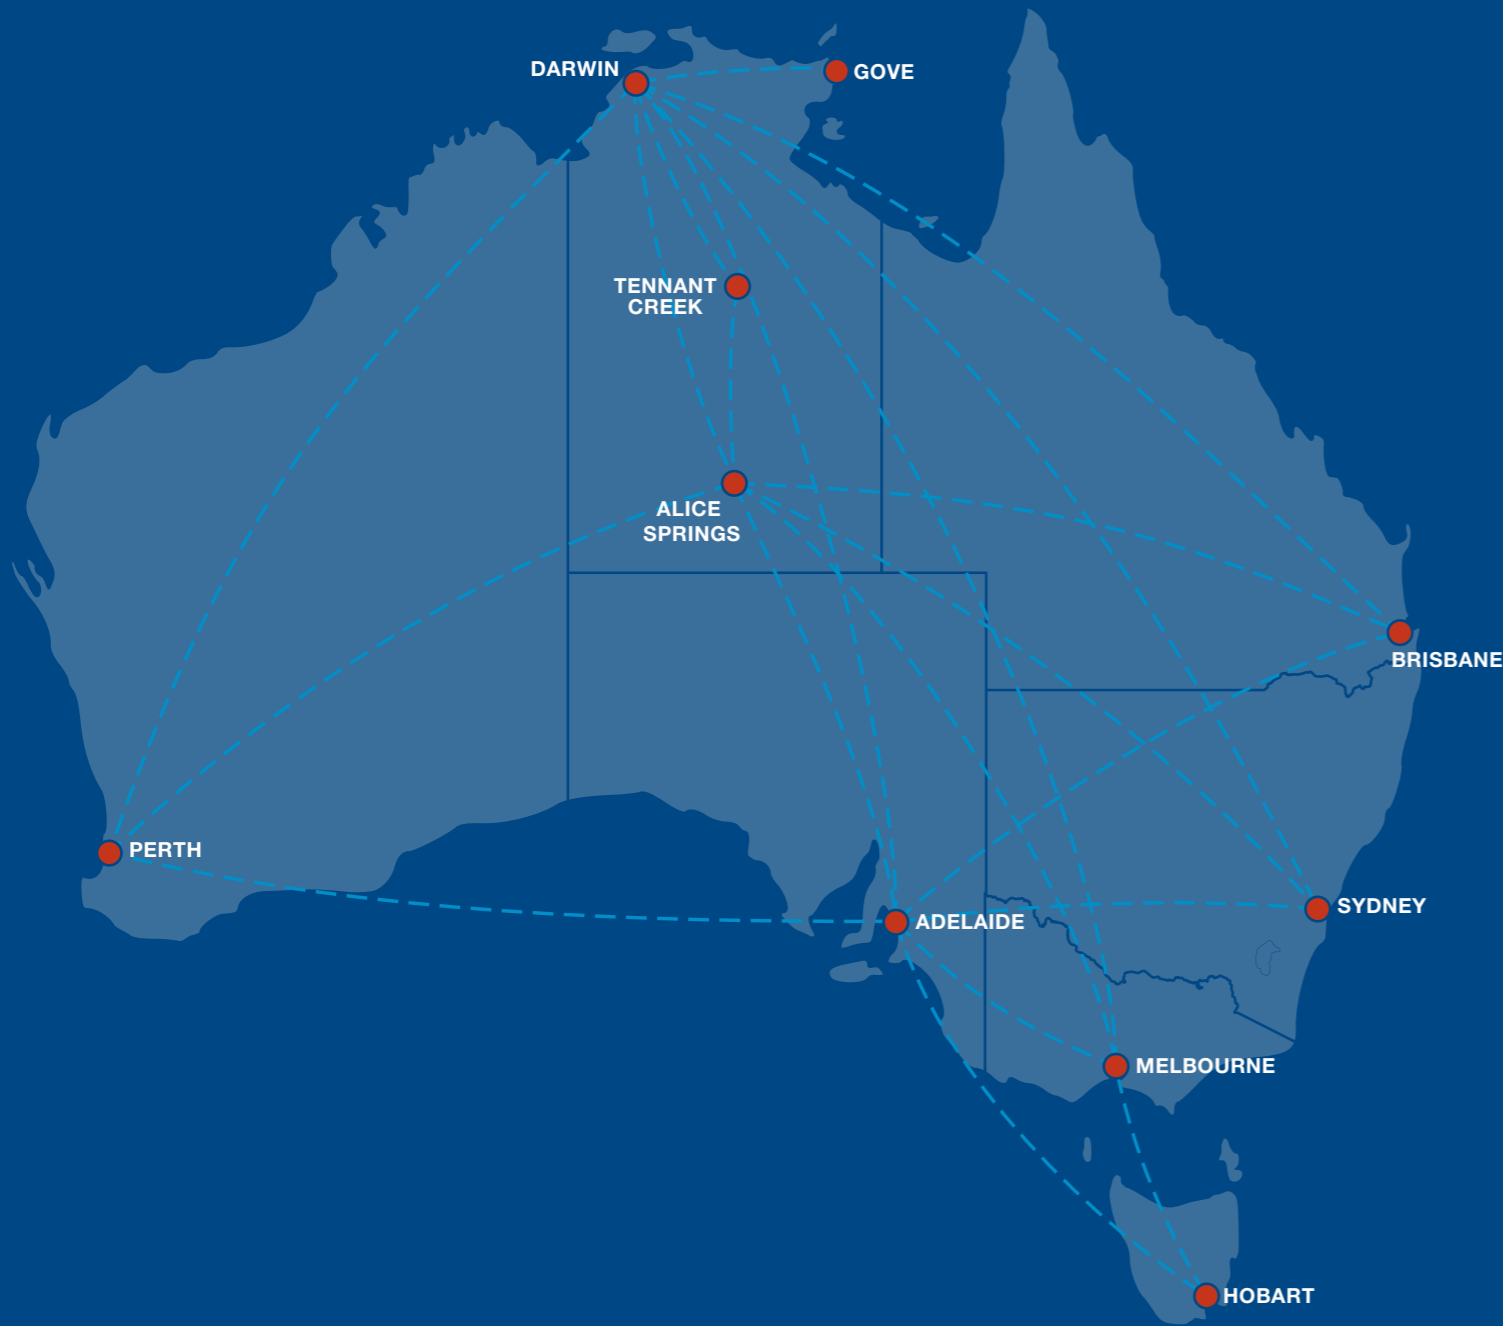 DARWIN
GOVE
TENNANT
CREEK
ALICE
SPRINGS
BRISBANE
PERTH
SYDNEY
ADELAIDE
MELBOURNE
HOBART